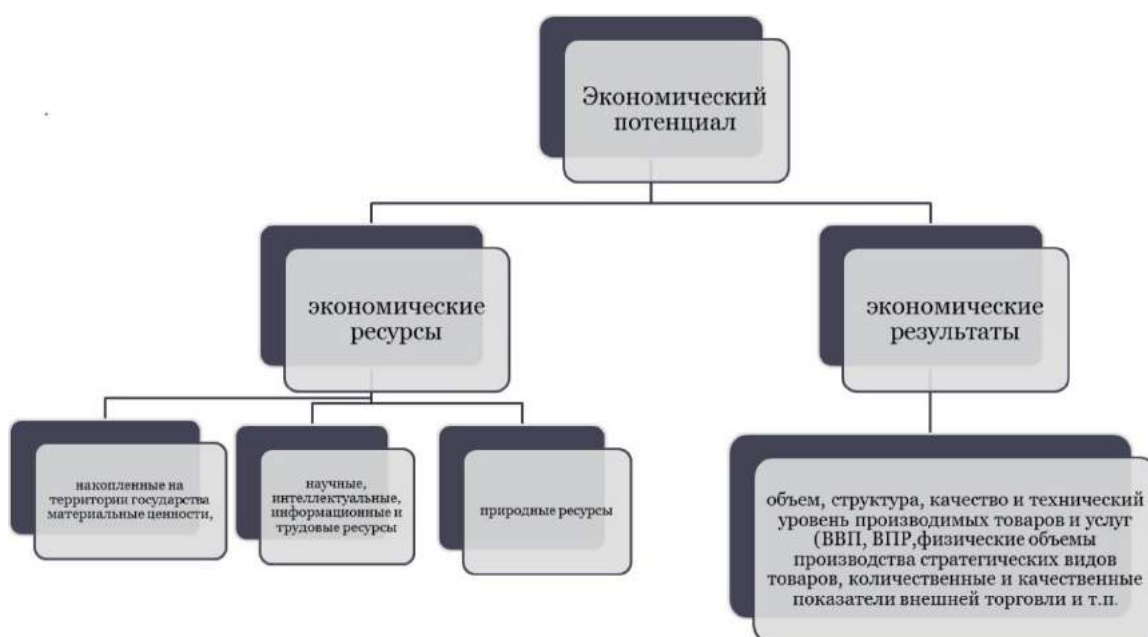 Экономический
потенциал
экономические
ресурсы
экономические
результаты
накопленные на
территории государства
материальные ценности,
научные,
интеллектуальные,
информационные и
трудовые ресурсы
природные ресурсы
объем, структура, качество и технический
уровень производимых товаров и услуг
(ВВП, ВПР,физические объемы
производства стратегических видов
товаров, количественные и качественные
показатели внешней торговли и т.п.